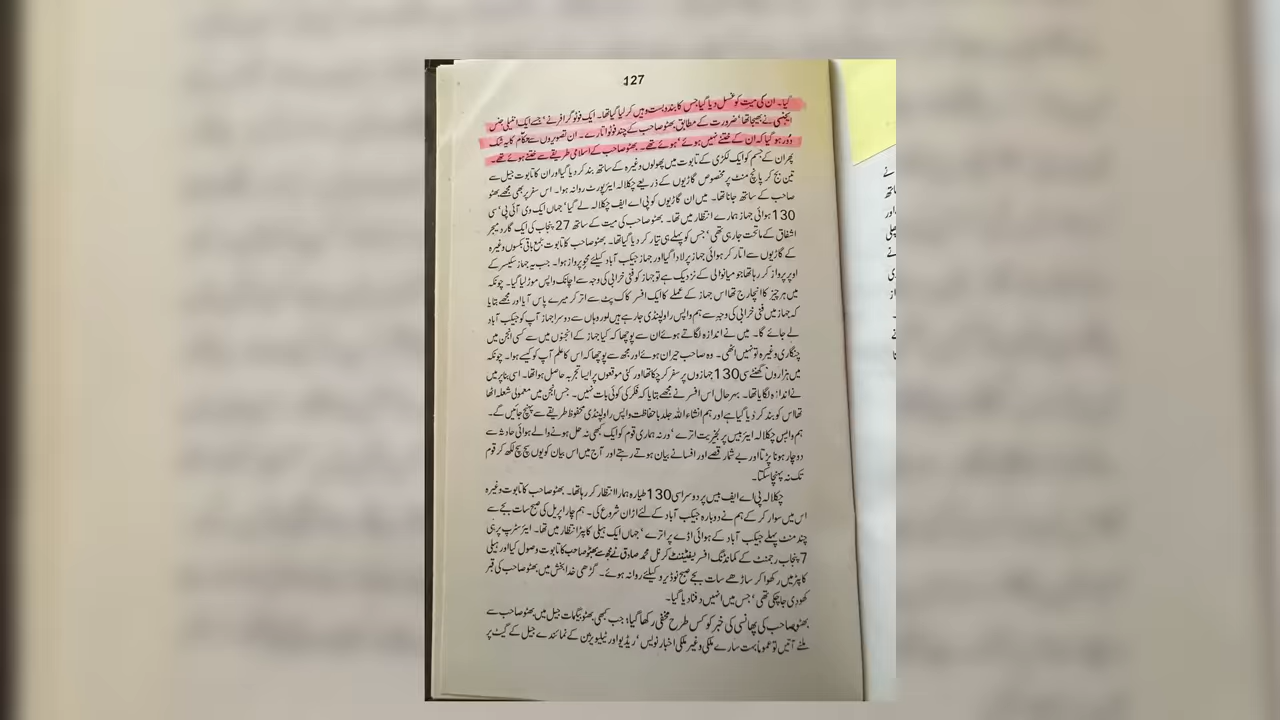 127
گیا۔ ان کی میت کو غسل دیا گیا جس کا بندوبست وہیں کر لیا گیا تھا۔ ایک فوٹو گرافر نے ' جسے ایک انٹیلی جنس
ایجنسی نے بھیجا تھا' ضرورت کے مطابق بھٹو صاحب کے چند فوٹو اتارے۔ ان تصویروں سے حکام کا یہ شک
دور ہو گیا کہ ان کے ختنے نہیں ہوئے ' ہوئے تھے۔ بھٹو صاحب کے اسلامی طریقے سے ختنے ہوئے تھے۔
پھر ان کے جسم کو ایک لکڑی کے تابوت میں پھولوں وغیرہ کے ساتھ بند کر دیا گیا اور ان کا تابوت جیل سے
تین بج کر پانچ منٹ پر مخصوص گاڑیوں کے ذریعے چکلالہ ایئرپورٹ روانہ ہوا۔ اس سفر پر بھی مجھے بھٹو
صاحب کے ساتھ جانا تھا۔ میں ان گاڑیوں کو پی اے ایف چکلالہ لے گیا' جہاں ایک وی آئی پی' سی
130 ہوائی جہاز ہمارے انتظار میں تھا۔ بھٹو صاحب کی میت کے ساتھ 27 پنجاب کی ایک گارد میجر
اشفاق کے ماتحت جا رہی تھی' جس کو پہلے ہی تیار کر دیا گیا تھا۔ بھٹو صاحب کا تابوت بمع باقی بکسوں وغیرہ
کے گاڑیوں سے اتار کر ہوائی جہاز پر لادا گیا اور جہاز جیکب آباد کیلئے محو پرواز ہوا۔ جب یہ جہاز سکیسر کے
اوپر پرواز کر رہا تھا جو میانوالی کے نزدیک ہے تو جہاز کو فنی خرابی کی وجہ سے اچانک واپس موڑ لیا گیا۔ چونکہ
میں ہر چیز کا انچارج تھا اس جہاز کے عملے کا ایک افسر کاک پٹ سے اتر کر میرے پاس آیا اور مجھے بتایا
کہ جہاز میں فنی خرابی کی وجہ سے ہم واپس راولپنڈی جا رہے ہیں اور وہاں سے دوسرا جہاز آپ کو جیکب آباد
لے جائے گا۔ میں نے اندازہ لگاتے ہوئے ان سے پوچھا کہ کیا جہاز کے انجنوں میں سے کسی انجن میں
چنگاری وغیرہ تو نہیں اٹھی۔ وہ صاحب حیران ہوئے اور مجھ سے پوچھا کہ اس کا علم آپ کو کیسے ہوا۔ چونکہ
میں ہزاروں گھنٹے سی 130 جہازوں پر سفر کر چکا تھا اور کئی موقعوں پر ایسا تجربہ حاصل ہوا تھا۔ اسی بنا پر میں
نے اندازہ لگایا تھا۔ بہرحال اس افسر نے مجھے بتایا کہ فکر کی کوئی بات نہیں۔ جس انجن میں معمولی شعلہ اٹھا
تھا اس کو بند کر دیا گیا ہے اور ہم انشاء اللہ جلد باحفاظت واپس راولپنڈی محفوظ طریقے سے پہنچ جائیں گے۔
ہم واپس چکلالہ ایئر بیس پر بخیریت اترے' ورنہ ہماری قوم کو ایک کبھی نہ حل ہونے والے ہوائی حادثہ سے
دوچار ہونا پڑتا اور بے شمار قصے اور افسانے بیان ہوتے رہتے اور آج میں اس بیان کو یوں سچ سچ لکھ کر قوم
تک نہ پہنچا سکتا۔
چکلالہ پی اے ایف بیس پر دوسرا سی 130 طیارہ ہمارا انتظار کر رہا تھا۔ بھٹو صاحب کا تابوت وغیرہ
اس میں سوار کر کے ہم نے دوبارہ جیکب آباد کے لئے اڑان شروع کی۔ ہم چار اپریل کی صبح سات بجے سے
چند منٹ پہلے جیکب آباد کے ہوائی اڈے پر اترے' جہاں ایک ہیلی کاپٹر انتظار میں تھا۔ ایئر سٹرپ پر ہی
7 پنجاب رجمنٹ کے کمانڈنگ افسر لیفٹیننٹ کرنل محمد صادق نے مجھ سے بھٹو صاحب کا تابوت وصول کیا اور ہیلی
کاپٹر میں رکھوا کر ساڑھے سات بجے صبح نوڈیرو کیلئے روانہ ہوئے۔ گڑھی خدا بخش میں بھٹو صاحب کی قبر
کھودی جا چکی تھی' جس میں انہیں دفنا دیا گیا۔
بھٹو صاحب کی پھانسی کی خبر کو کس طرح مخفی رکھا گیا؛ جب کبھی بھٹو بیگمات جیل میں بھٹو صاحب سے
ملنے آتیں تو عموماً بہت سارے ملکی و غیر ملکی اخبار نویس' ریڈیو اور ٹیلیویژن کے نمائندے جیل کے گیٹ پر
نے